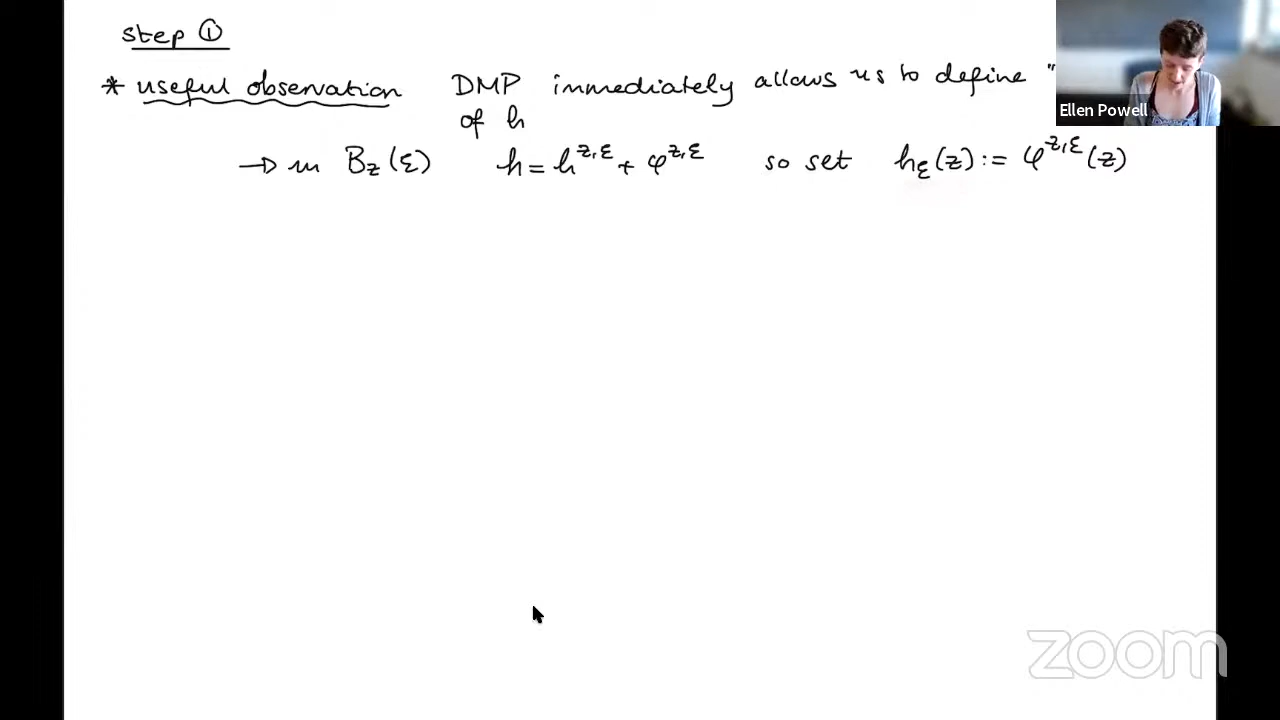 step ①
* useful observation DMP immediately allows us to define "
of h
→ in B_z(ε) h = h^{z,ε} + φ^{z,ε} so set h_ε(z) := φ^{z,ε}(z)
Ellen Powell
zoom